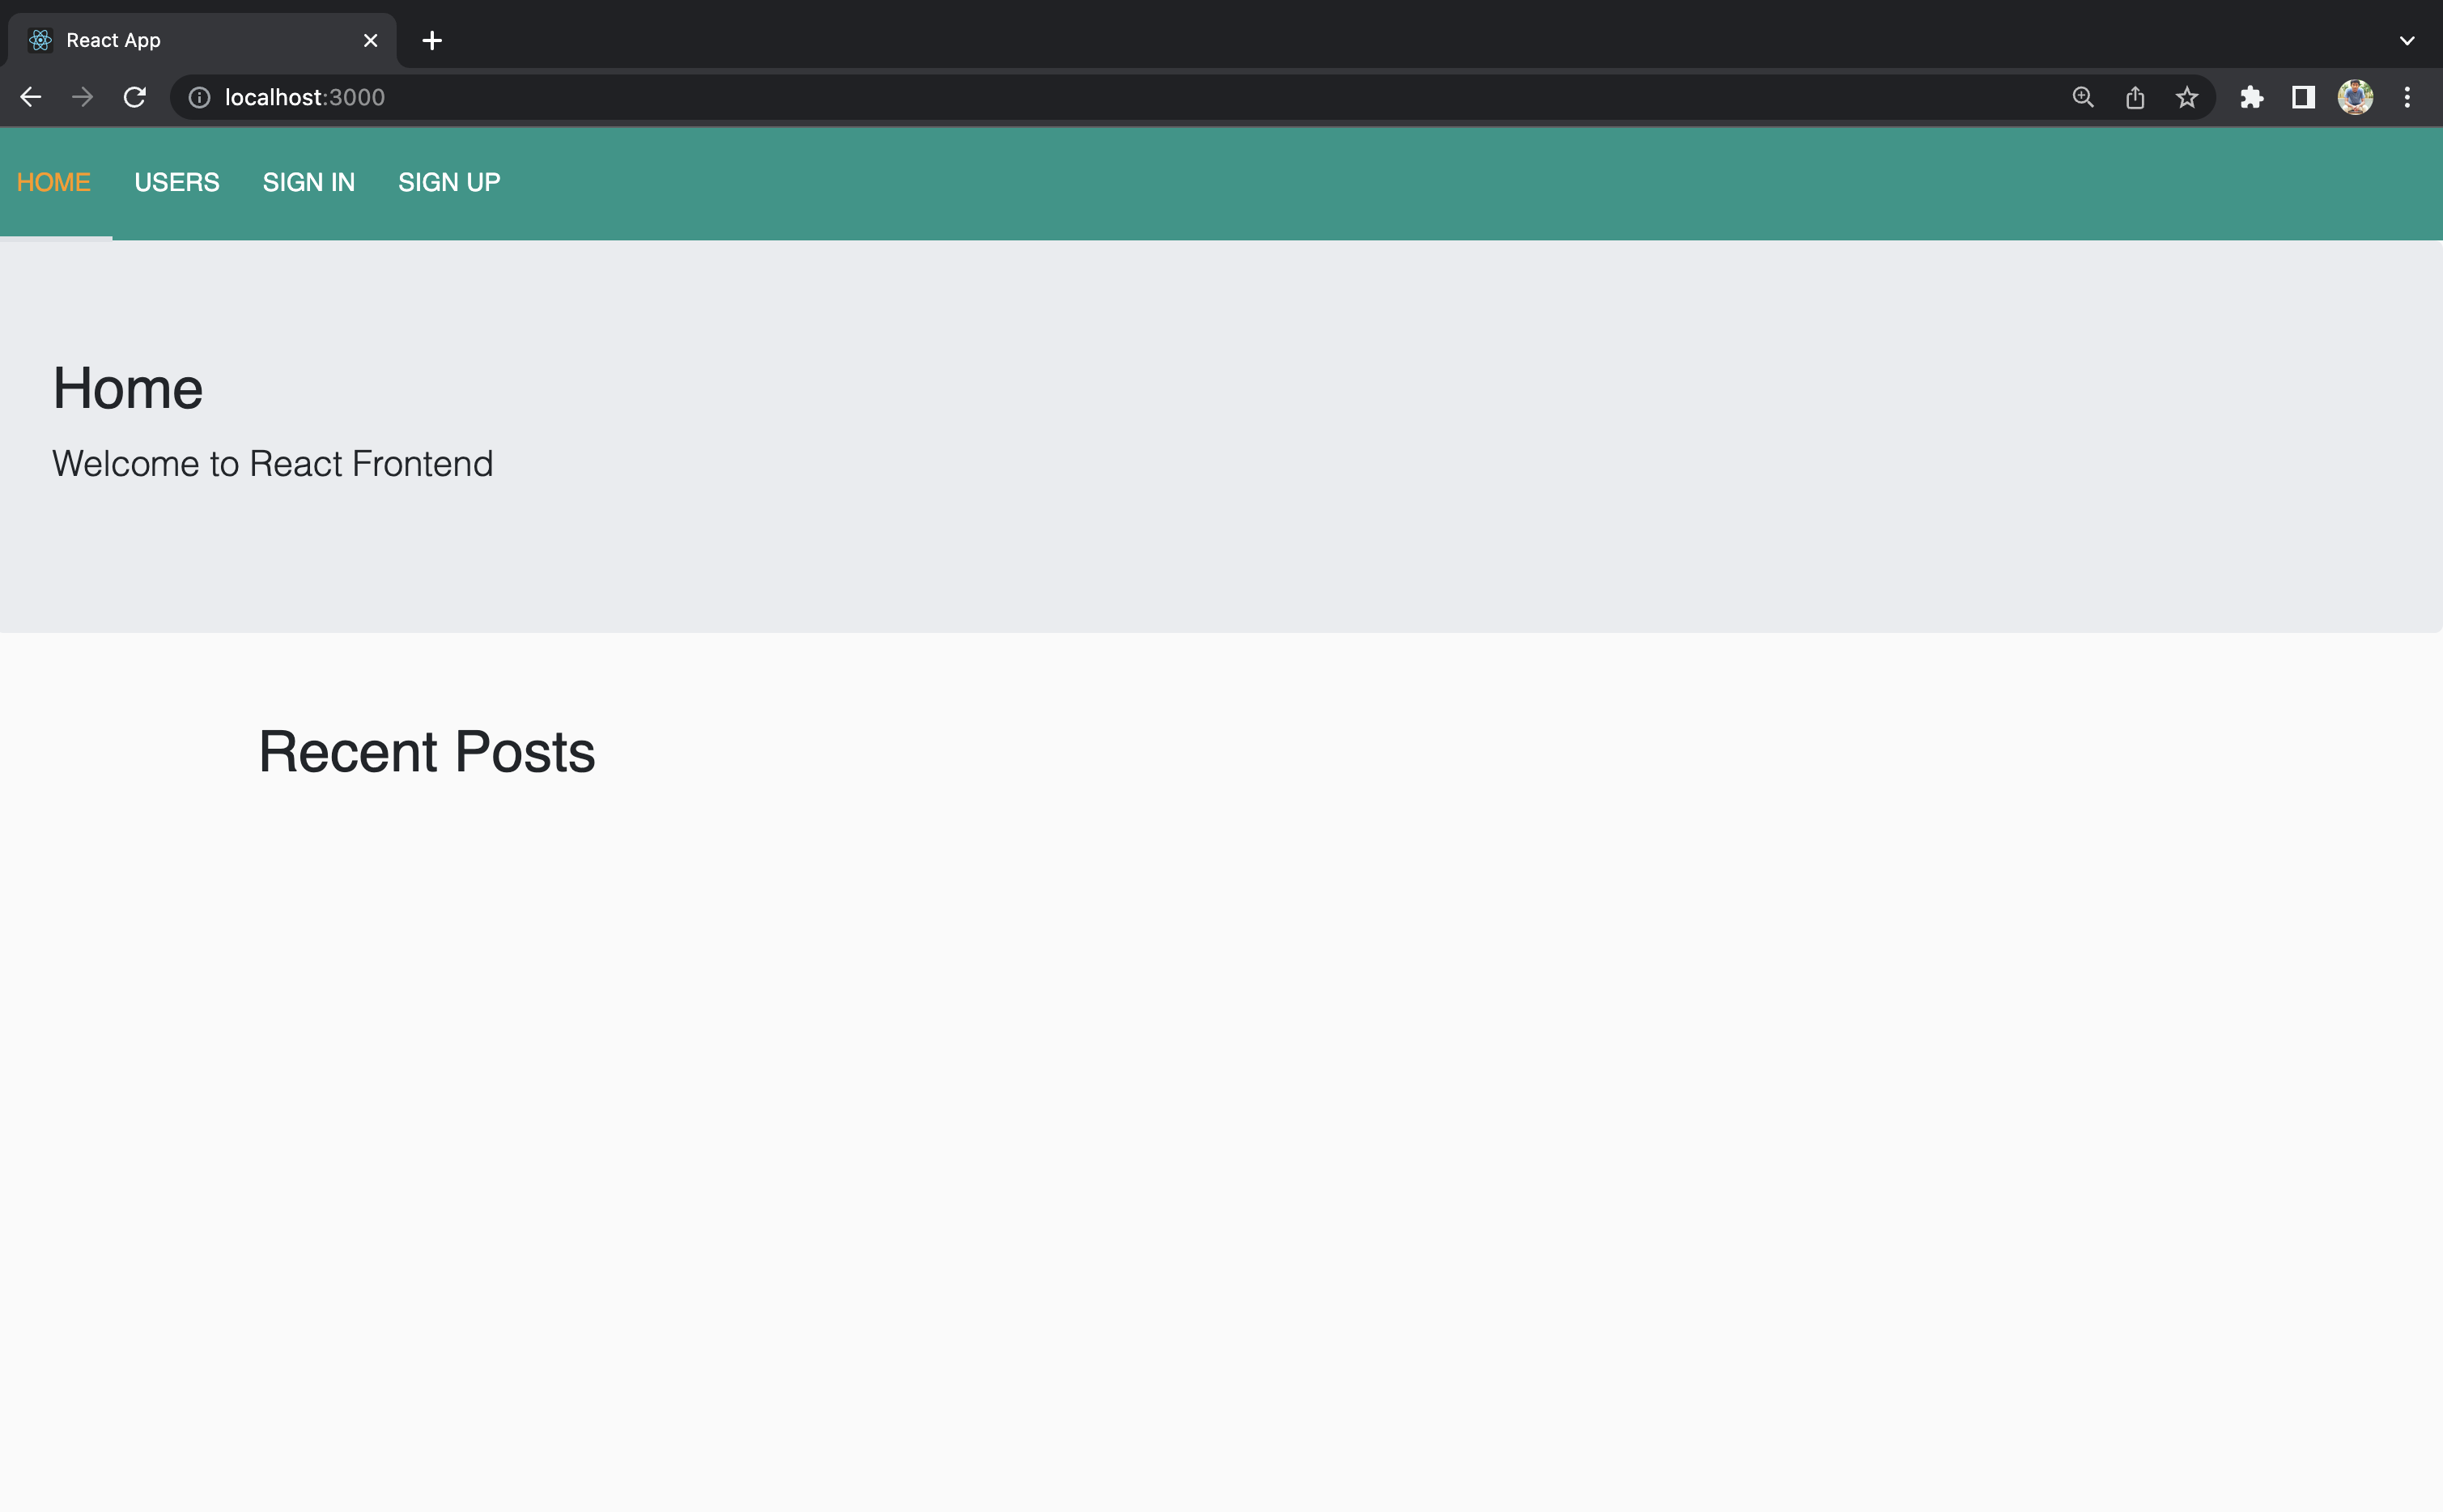 React App
localhost:3000
HOME USERS SIGN IN SIGN UP
Home
Welcome to React Frontend
Recent Posts